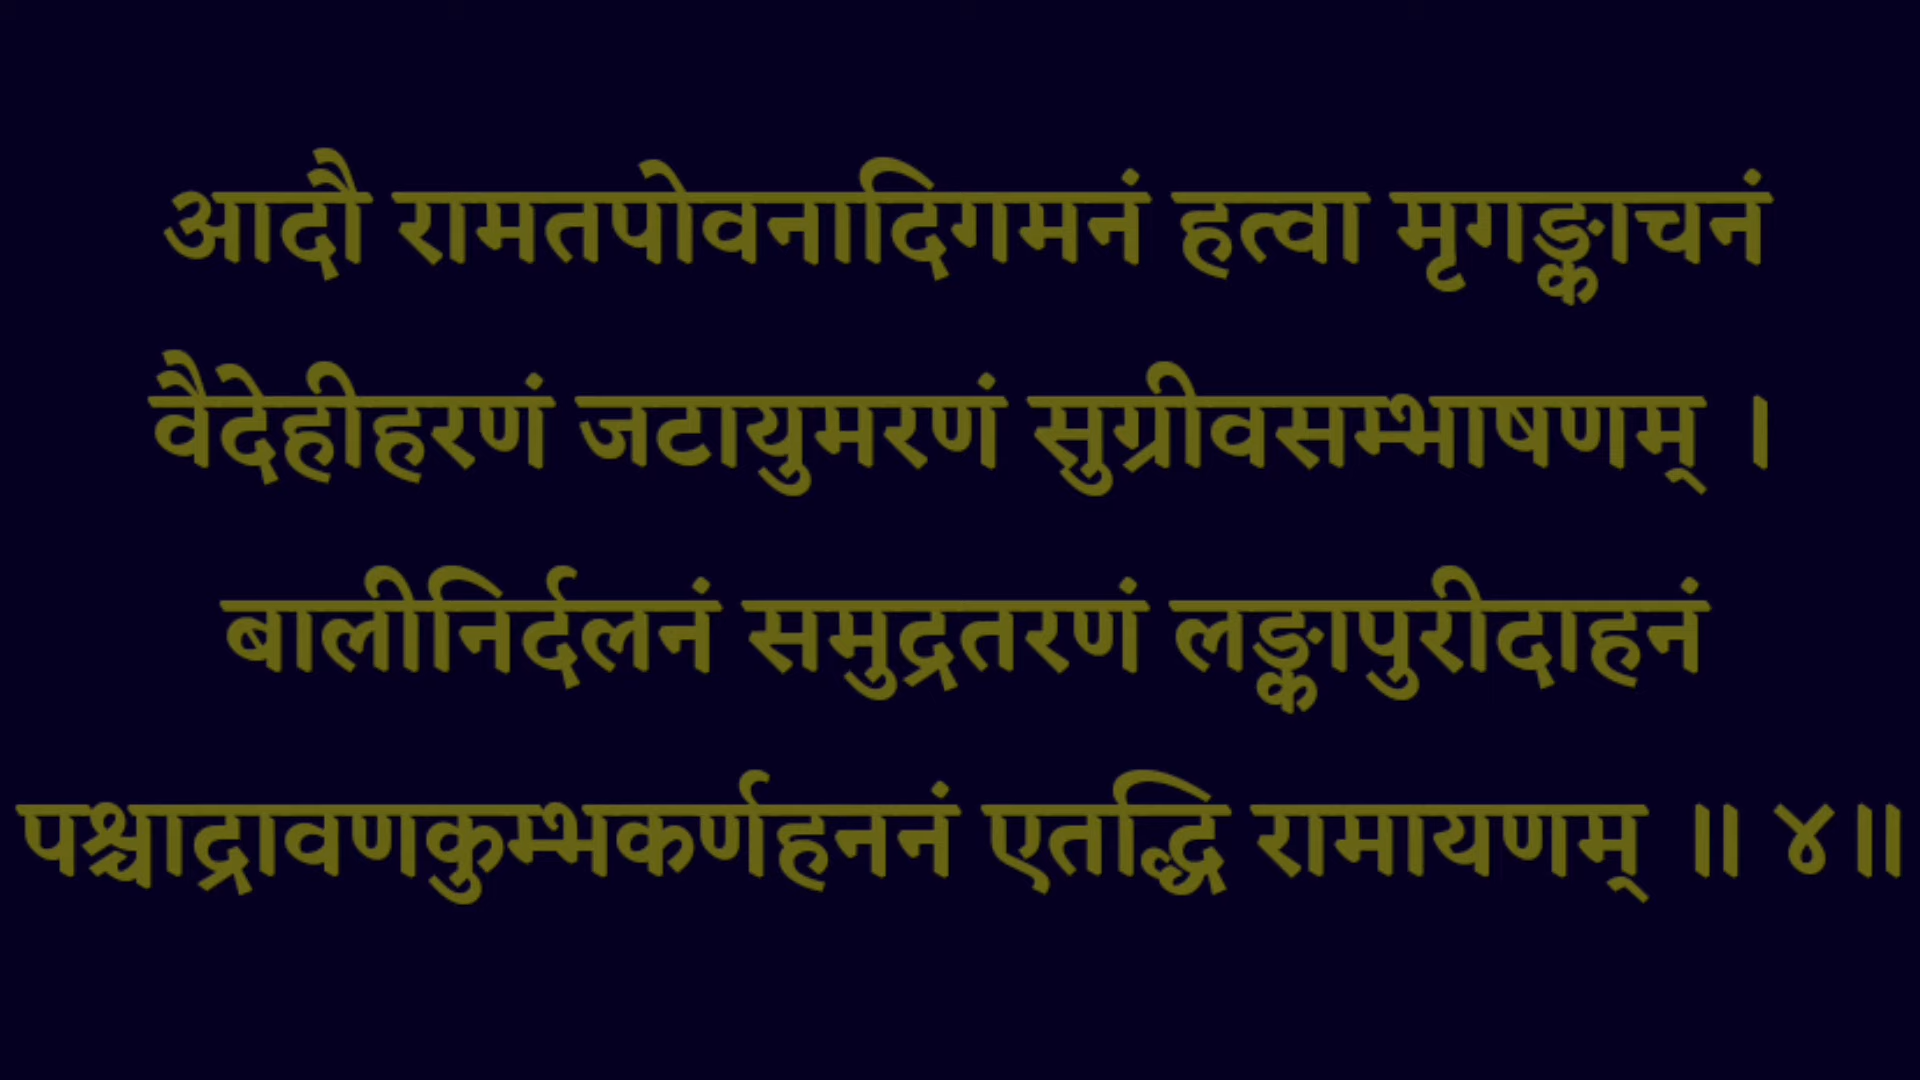 आदौ रामतपोवनादिगमनं हत्वा मृगङ्काचनं
वैदेहीहरणं जटायुमरणं सुग्रीवसम्भाषणम् ।
बालीनिर्दलनं समुद्रतरणं लङ्कापुरीदाहनं
पश्चाद्रावणकुम्भकर्णहननं एतद्धि रामायणम् ॥ ४॥